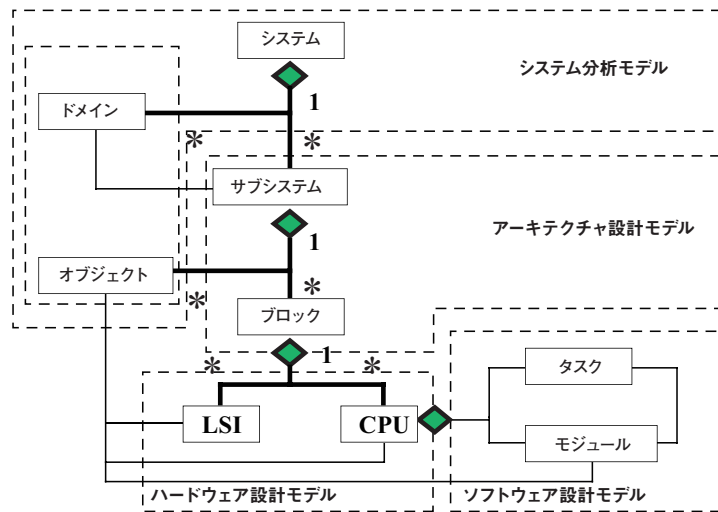 システム
システム分析モデル
1
ドメイン
*
*
サブシステム
1
アーキテクチャ設計モデル
オブジェクト
*
*
ブロック
1
*
*
タスク
LSI
CPU
モジュール
ハードウェア設計モデル
ソフトウェア設計モデル